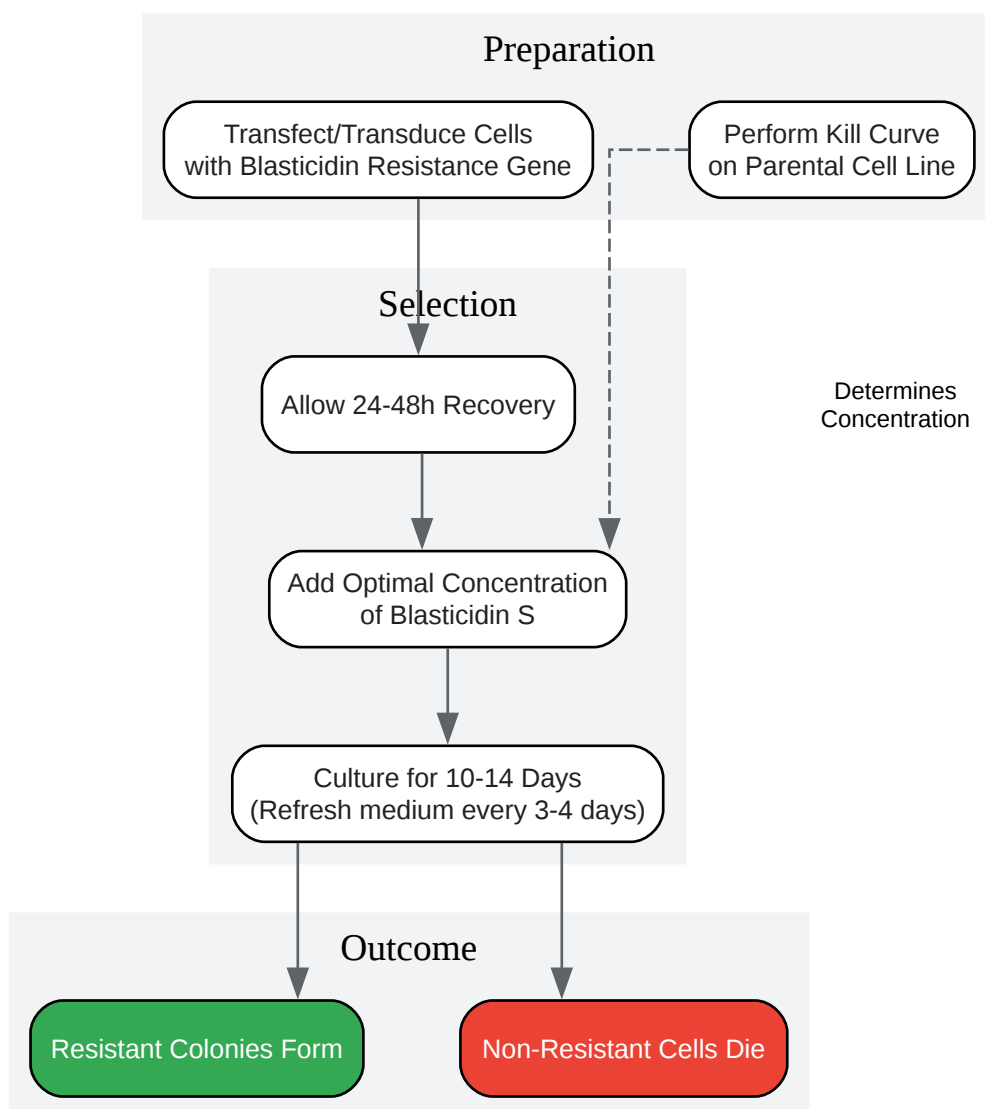 Preparation
Transfect/Transduce Cells
with Blasticidin Resistance Gene
Perform Kill Curve
on Parental Cell Line
Selection
Allow 24-48h Recovery
Determines
Concentration
Add Optimal Concentration
of Blasticidin S
Culture for 10-14 Days
(Refresh medium every 3-4 days)
Outcome
Resistant Colonies Form
Non-Resistant Cells Die